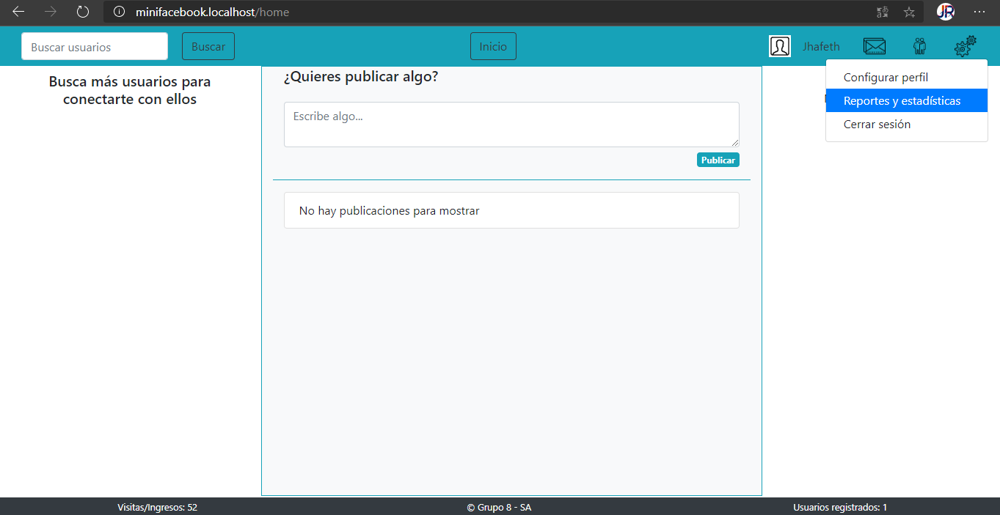 minifacebook.localhost/home
JR
Buscar usuarios
Buscar
Inicio
Jhafeth
Configurar perfil
Reportes y estadísticas
Cerrar sesión
Busca más usuarios para
conectarte con ellos
¿Quieres publicar algo?
Escribe algo...
Publicar
No hay publicaciones para mostrar
Visitas/Ingresos: 52
© Grupo 8 - SA
Usuarios registrados: 1